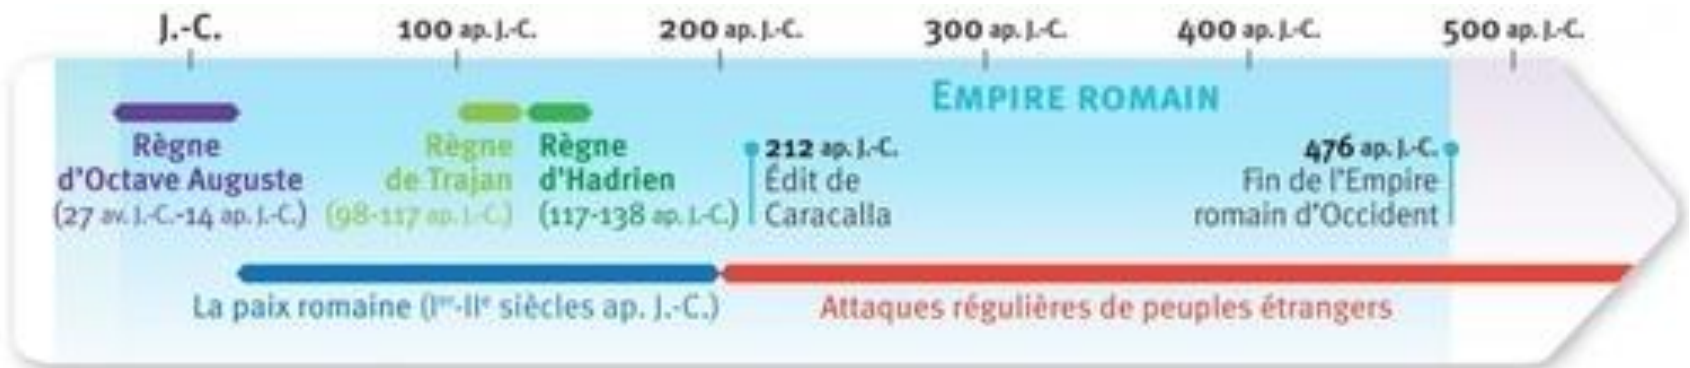 J.-C.
100 ap. J.-C.
200 ap. J.-C.
300 ap. J.-C.
400 ap. J.-C.
500 ap. J.-C.
EMPIRE ROMAIN
Règne
d'Octave Auguste
(27 av. J.-C.-14 ap. J.-C.)
Règne
de Trajan
(98-117 ap. J.-C.)
Règne
d'Hadrien
(117-138 ap. J.-C.)
212 ap. J.-C.
Édit de
Caracalla
476 ap. J.-C.
Fin de l'Empire
romain d'Occident
La paix romaine (Ier-IIe siècles ap. J.-C.)
Attaques régulières de peuples étrangers